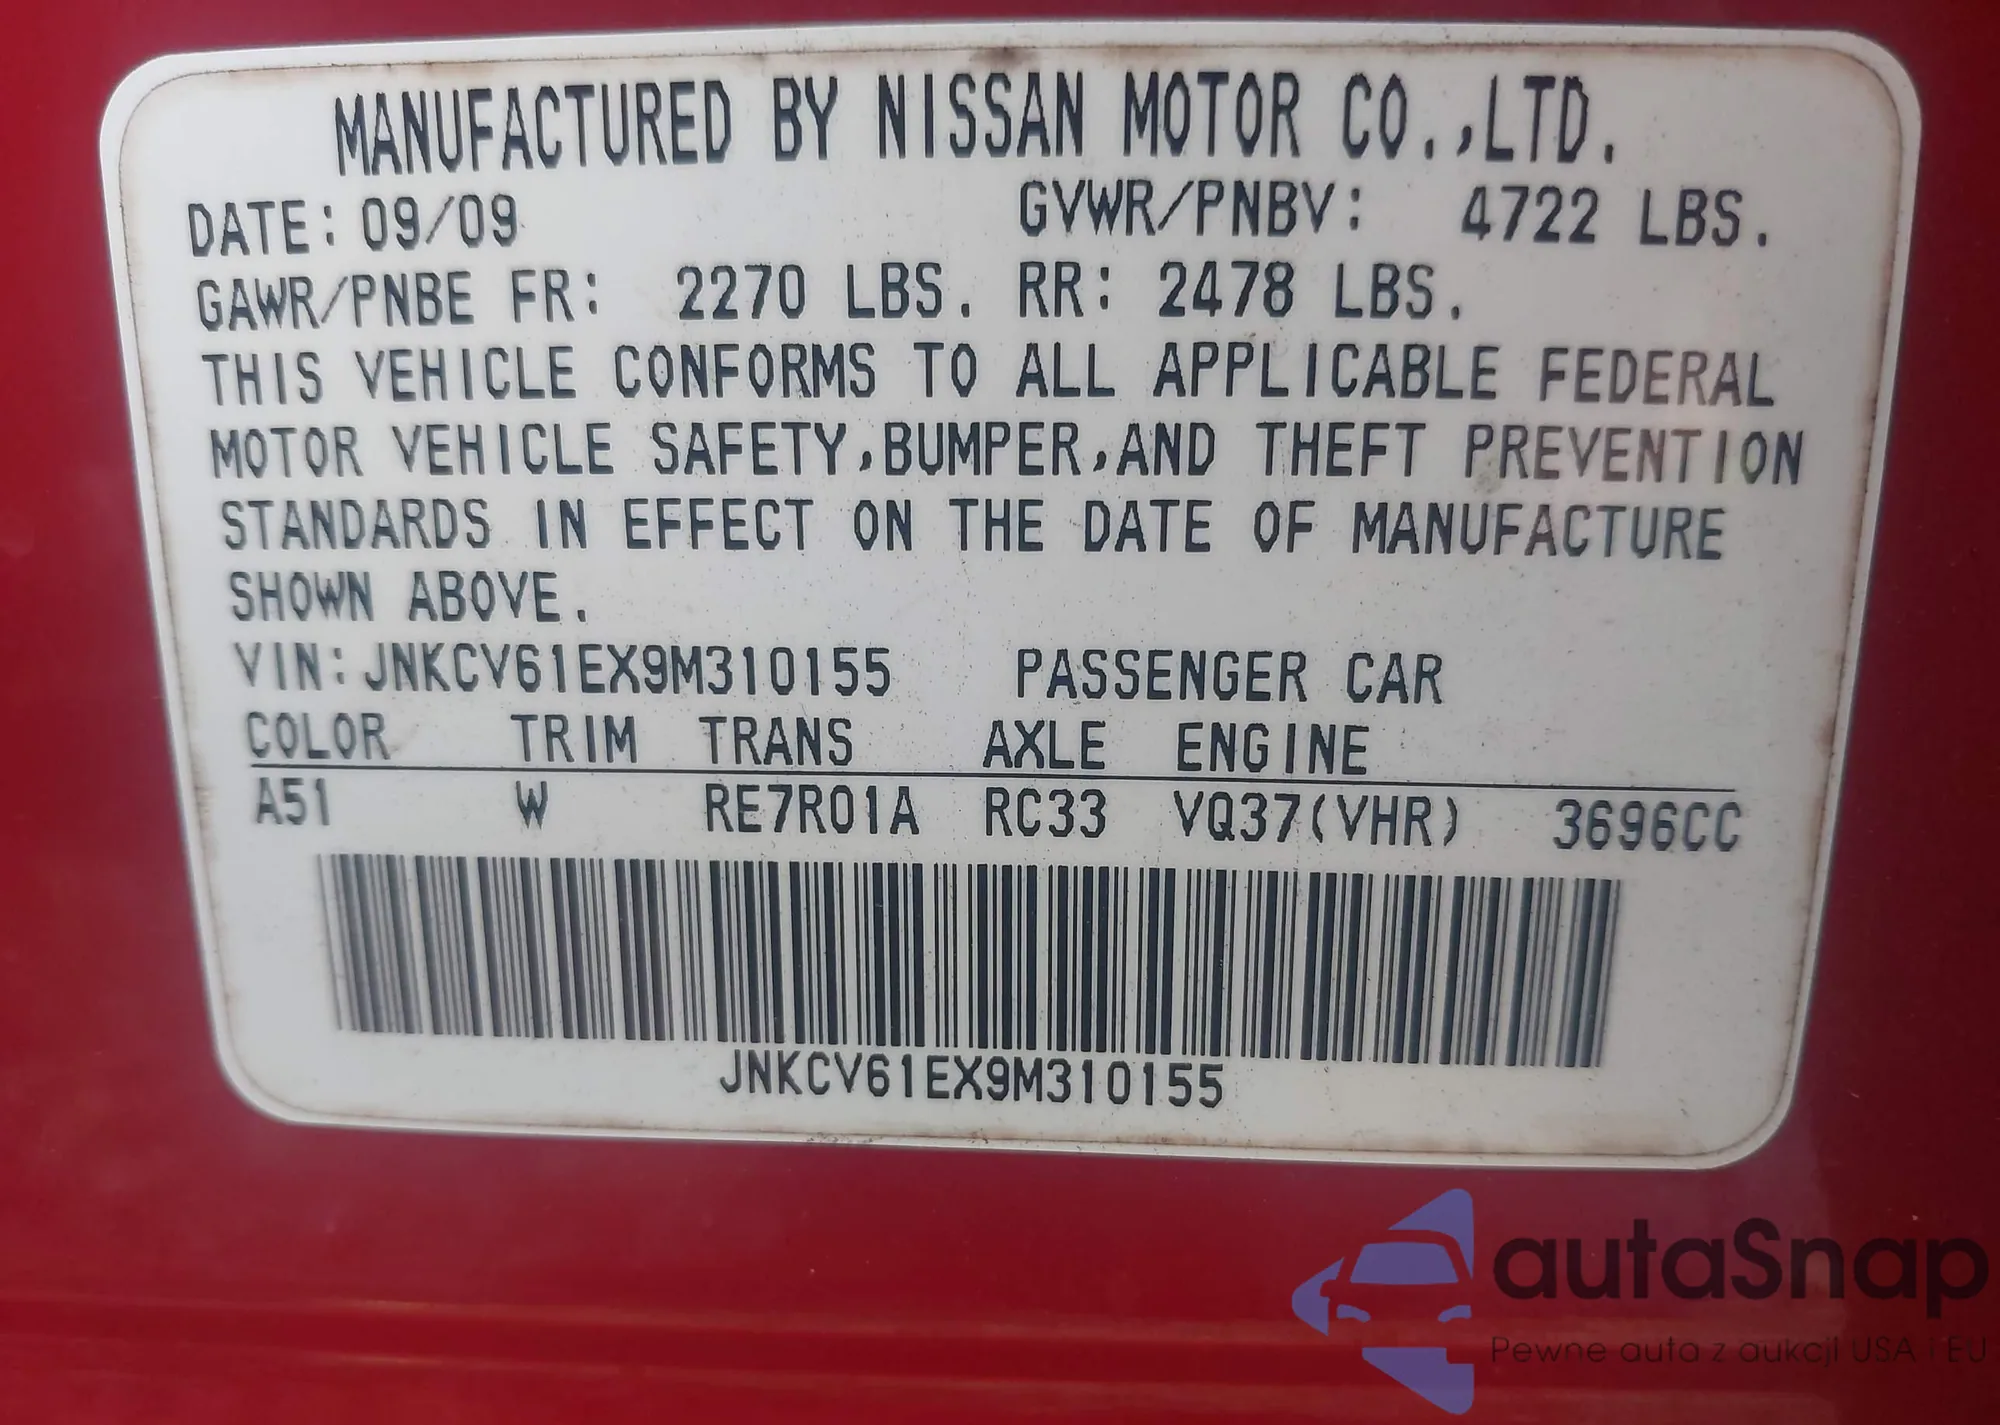 MANUFACTURED BY NISSAN MOTOR CO.,LTD.
DATE: 09/09 GVWR/PNBV: 4722 LBS.
GAWR/PNBE FR: 2270 LBS. RR: 2478 LBS.
THIS VEHICLE CONFORMS TO ALL APPLICABLE FEDERAL
MOTOR VEHICLE SAFETY,BUMPER,AND THEFT PREVENTION
STANDARDS IN EFFECT ON THE DATE OF MANUFACTURE
SHOWN ABOVE.
VIN:JNKCV61EX9M310155 PASSENGER CAR
COLOR TRIM TRANS AXLE ENGINE
A51 W RE7R01A RC33 VQ37(VHR) 3696CC
JNKCV61EX9M310155
autaSnap
Pewne auta z aukcji USA i EU